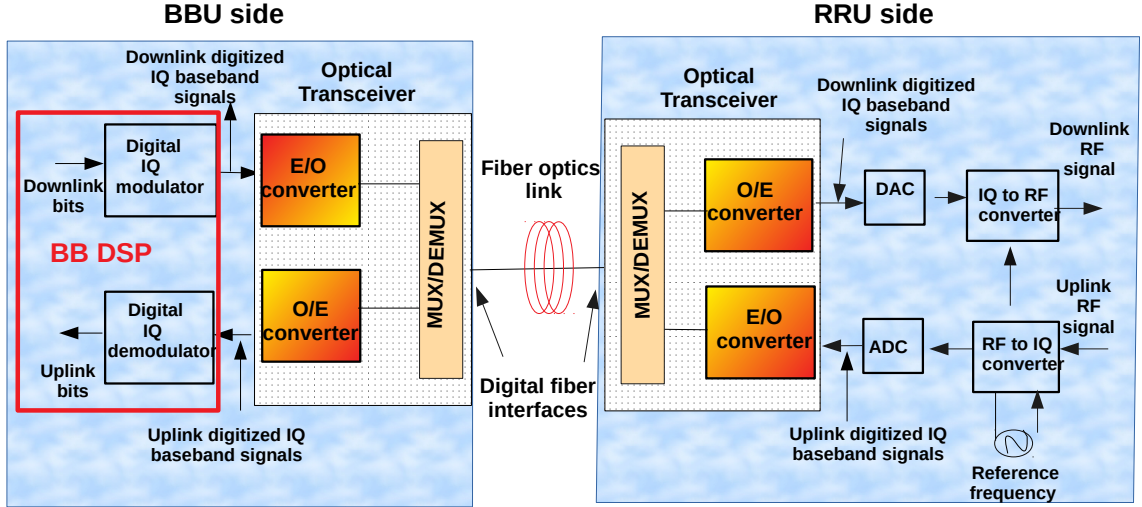 BBU side
RRU side
Downlink digitized
IQ baseband
signals
Optical
Transceiver
BB DSP
Digital
IQ
modulator
Downlink
bits
E/O
converter
Digital
IQ
demodulator
Uplink
bits
O/E
converter
MUX/DEMUX
Uplink digitized IQ
baseband signals
Fiber optics
link
Digital fiber
interfaces
Optical
Transceiver
Downlink digitized
IQ baseband
signals
Downlink
RF
signal
MUX/DEMUX
O/E
converter
DAC
IQ to RF
converter
E/O
converter
ADC
RF to IQ
converter
Uplink
RF
signal
Uplink digitized IQ
baseband signals
Reference
frequency